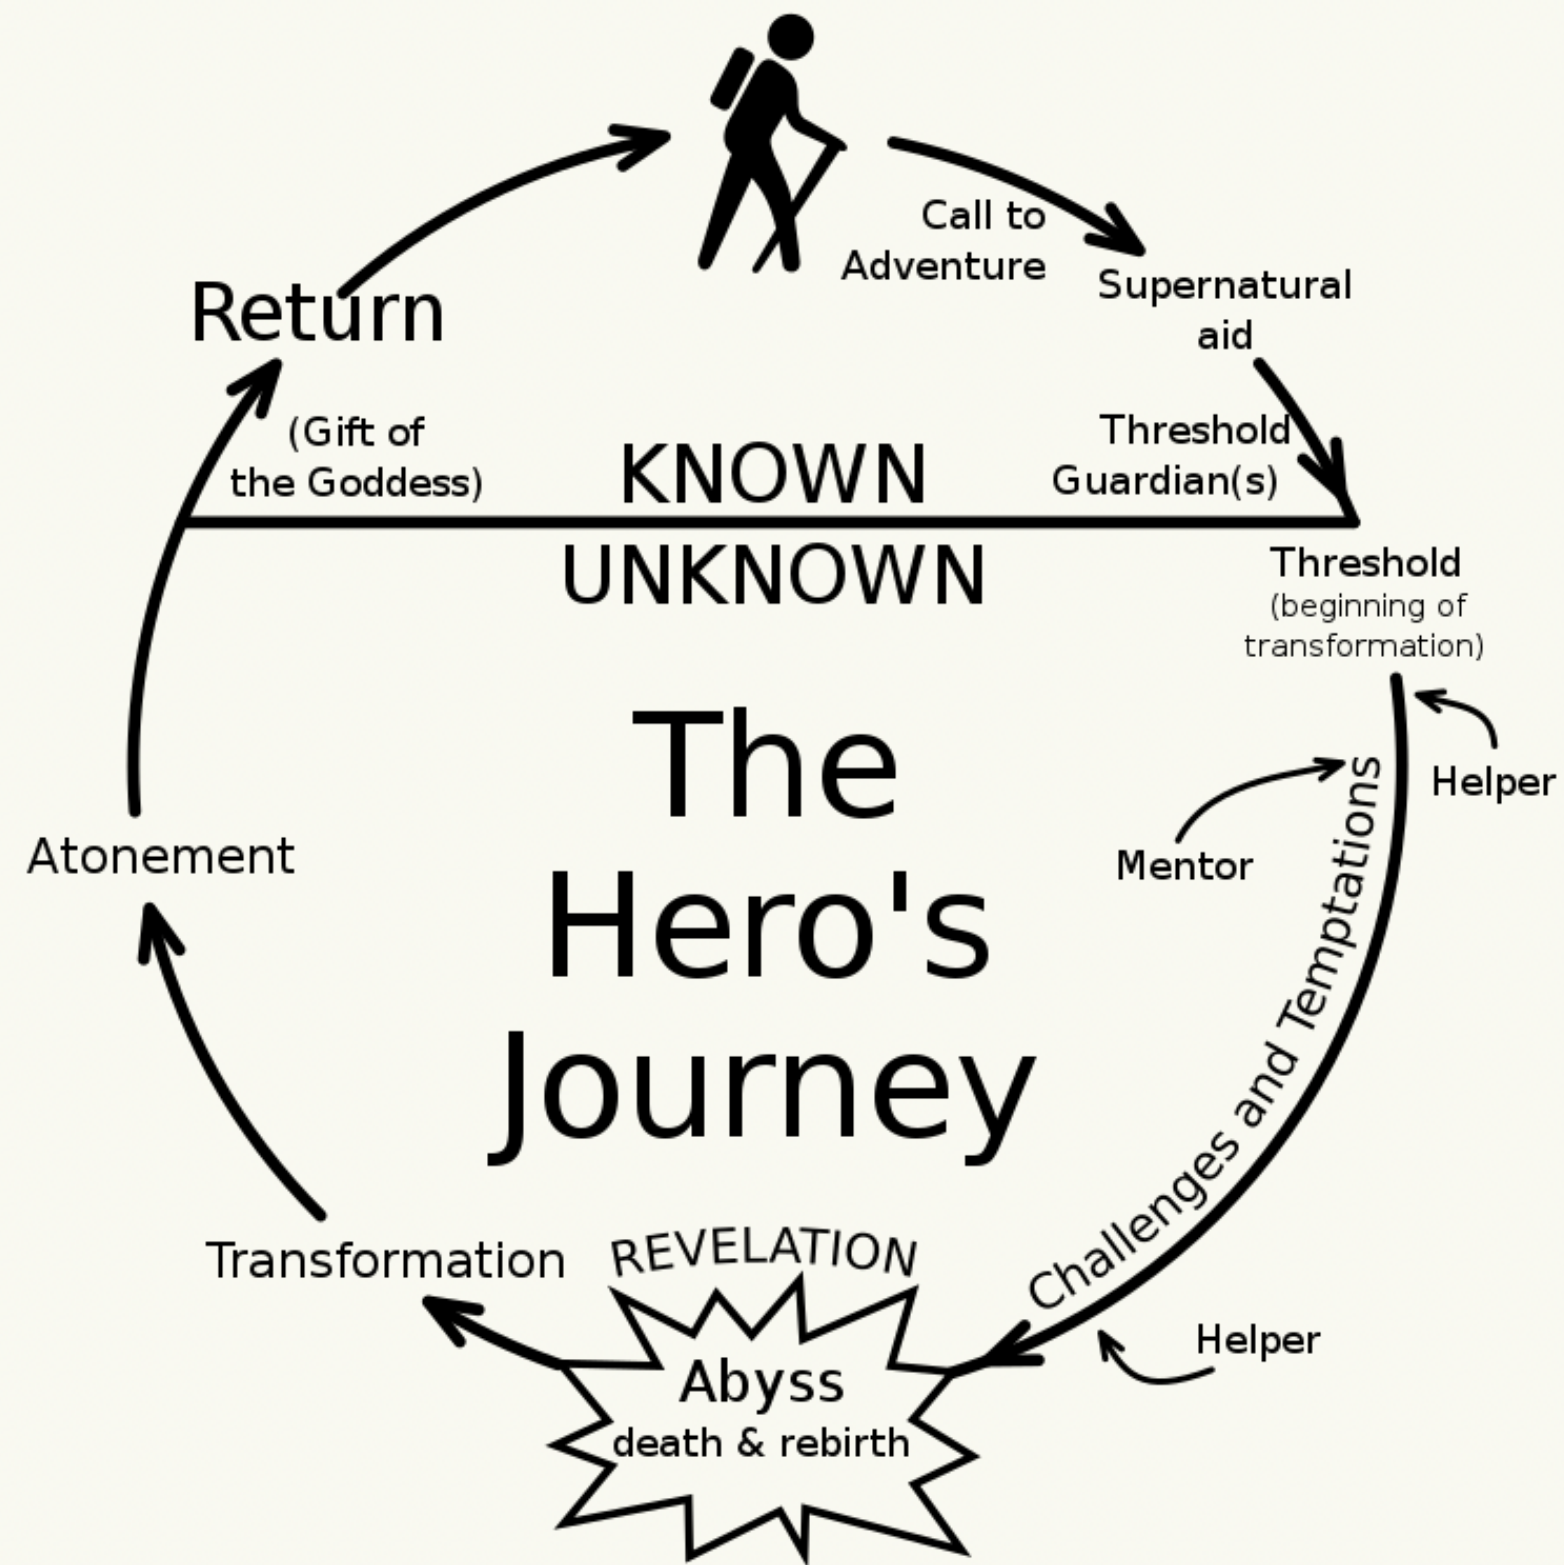 Call to
Adventure
Supernatural
aid
Return
(Gift of
the Goddess)
KNOWN
Threshold
Guardian(s)
UNKNOWN
Threshold
(beginning of
transformation)
Helper
Mentor
Challenges and Temptations
The
Hero's
Journey
Atonement
Transformation
REVELATION
Abyss
death & rebirth
Helper